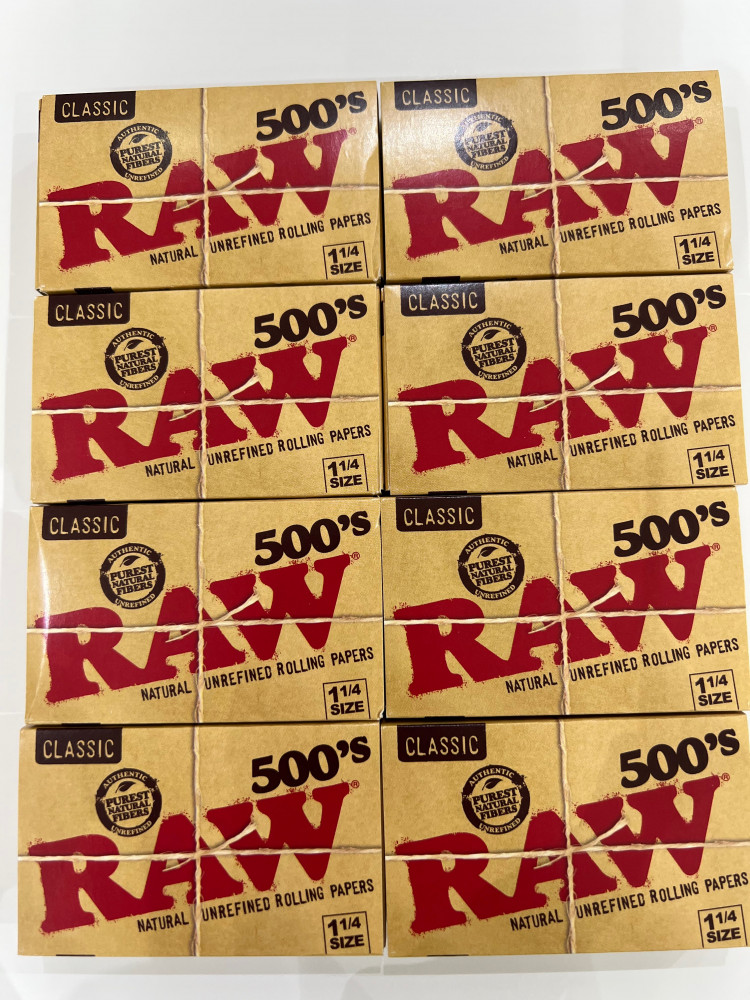 CLASSIC
500's
AUTHENTIC
PUREST
NATURAL
FIBERS
UNREFINED
RAW®
NATURAL UNREFINED ROLLING PAPERS
1 1/4
SIZE
CLASSIC
500's
AUTHENTIC
PUREST
NATURAL
FIBERS
UNREFINED
RAW®
NATURAL UNREFINED ROLLING PAPERS
1 1/4
SIZE
CLASSIC
500's
AUTHENTIC
PUREST
NATURAL
FIBERS
UNREFINED
RAW®
NATURAL UNREFINED ROLLING PAPERS
1 1/4
SIZE
CLASSIC
500's
AUTHENTIC
PUREST
NATURAL
FIBERS
UNREFINED
RAW®
NATURAL UNREFINED ROLLING PAPERS
1 1/4
SIZE
CLASSIC
500's
AUTHENTIC
PUREST
NATURAL
FIBERS
UNREFINED
RAW®
NATURAL UNREFINED ROLLING PAPERS
1 1/4
SIZE
CLASSIC
500's
AUTHENTIC
PUREST
NATURAL
FIBERS
UNREFINED
RAW®
NATURAL UNREFINED ROLLING PAPERS
1 1/4
SIZE
CLASSIC
500's
AUTHENTIC
PUREST
NATURAL
FIBERS
UNREFINED
RAW®
NATURAL UNREFINED ROLLING PAPERS
1 1/4
SIZE
CLASSIC
500's
AUTHENTIC
PUREST
NATURAL
FIBERS
UNREFINED
RAW®
NATURAL UNREFINED ROLLING PAPERS
1 1/4
SIZE